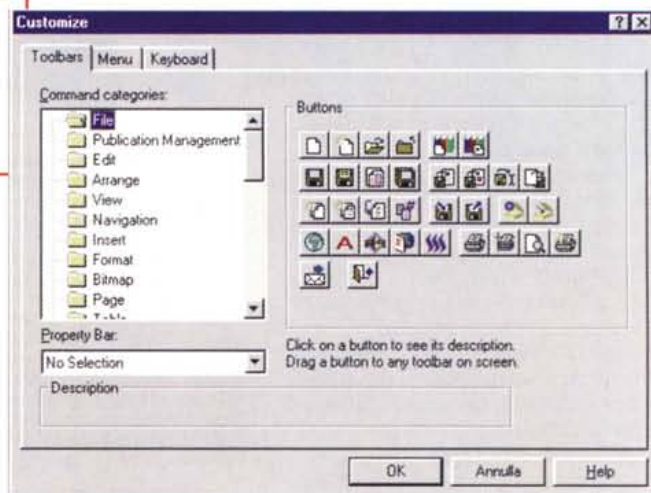 Customize
Toolbars Menu Keyboard
Command categories:
File
Publication Management
Edit
Arrange
View
Navigation
Insert
Format
Bitmap
Page
Table
Property Bar:
No Selection
Description
Buttons
Click on a button to see its description.
Drag a button to any toolbar on screen.
OK Annulla Help